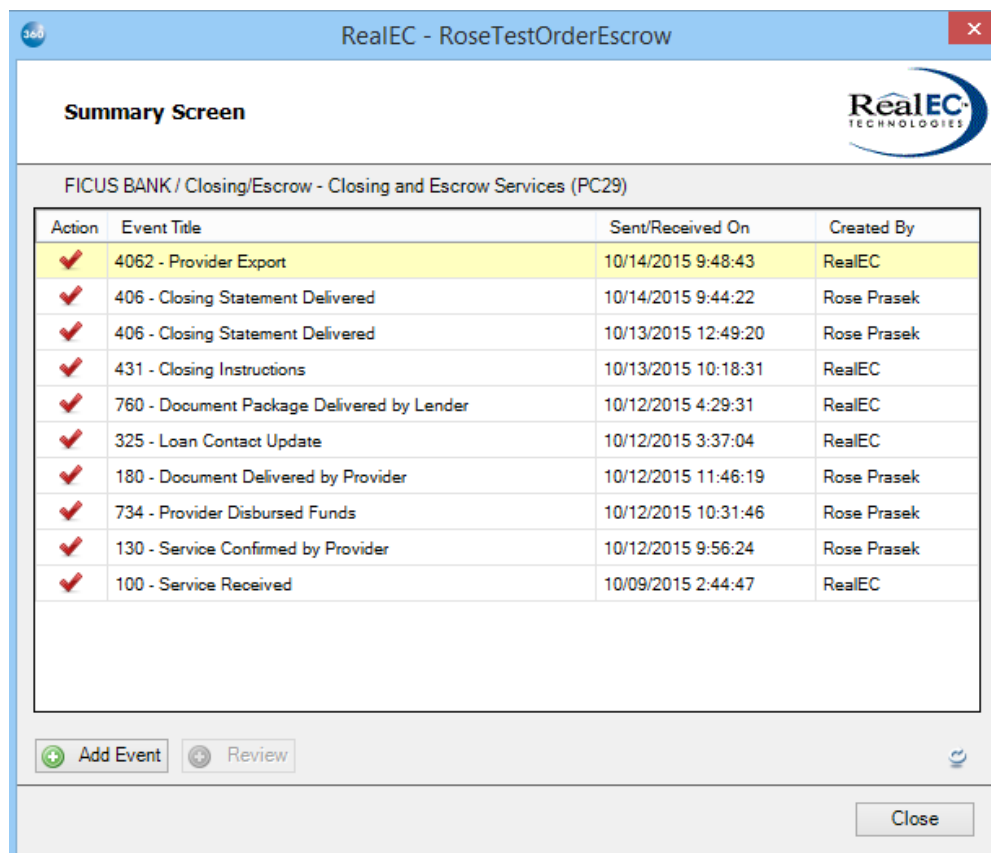 360
RealEC - RoseTestOrderEscrow
Summary Screen
RealEC
TECHNOLOGIES
FICUS BANK / Closing/Escrow - Closing and Escrow Services (PC29)
Action Event Title Sent/Received On Created By
4062 - Provider Export 10/14/2015 9:48:43 RealEC
406 - Closing Statement Delivered 10/14/2015 9:44:22 Rose Prasek
406 - Closing Statement Delivered 10/13/2015 12:49:20 Rose Prasek
431 - Closing Instructions 10/13/2015 10:18:31 RealEC
760 - Document Package Delivered by Lender 10/12/2015 4:29:31 RealEC
325 - Loan Contact Update 10/12/2015 3:37:04 RealEC
180 - Document Delivered by Provider 10/12/2015 11:46:19 Rose Prasek
734 - Provider Disbursed Funds 10/12/2015 10:31:46 Rose Prasek
130 - Service Confirmed by Provider 10/12/2015 9:56:24 Rose Prasek
100 - Service Received 10/09/2015 2:44:47 RealEC
Add Event Review
Close